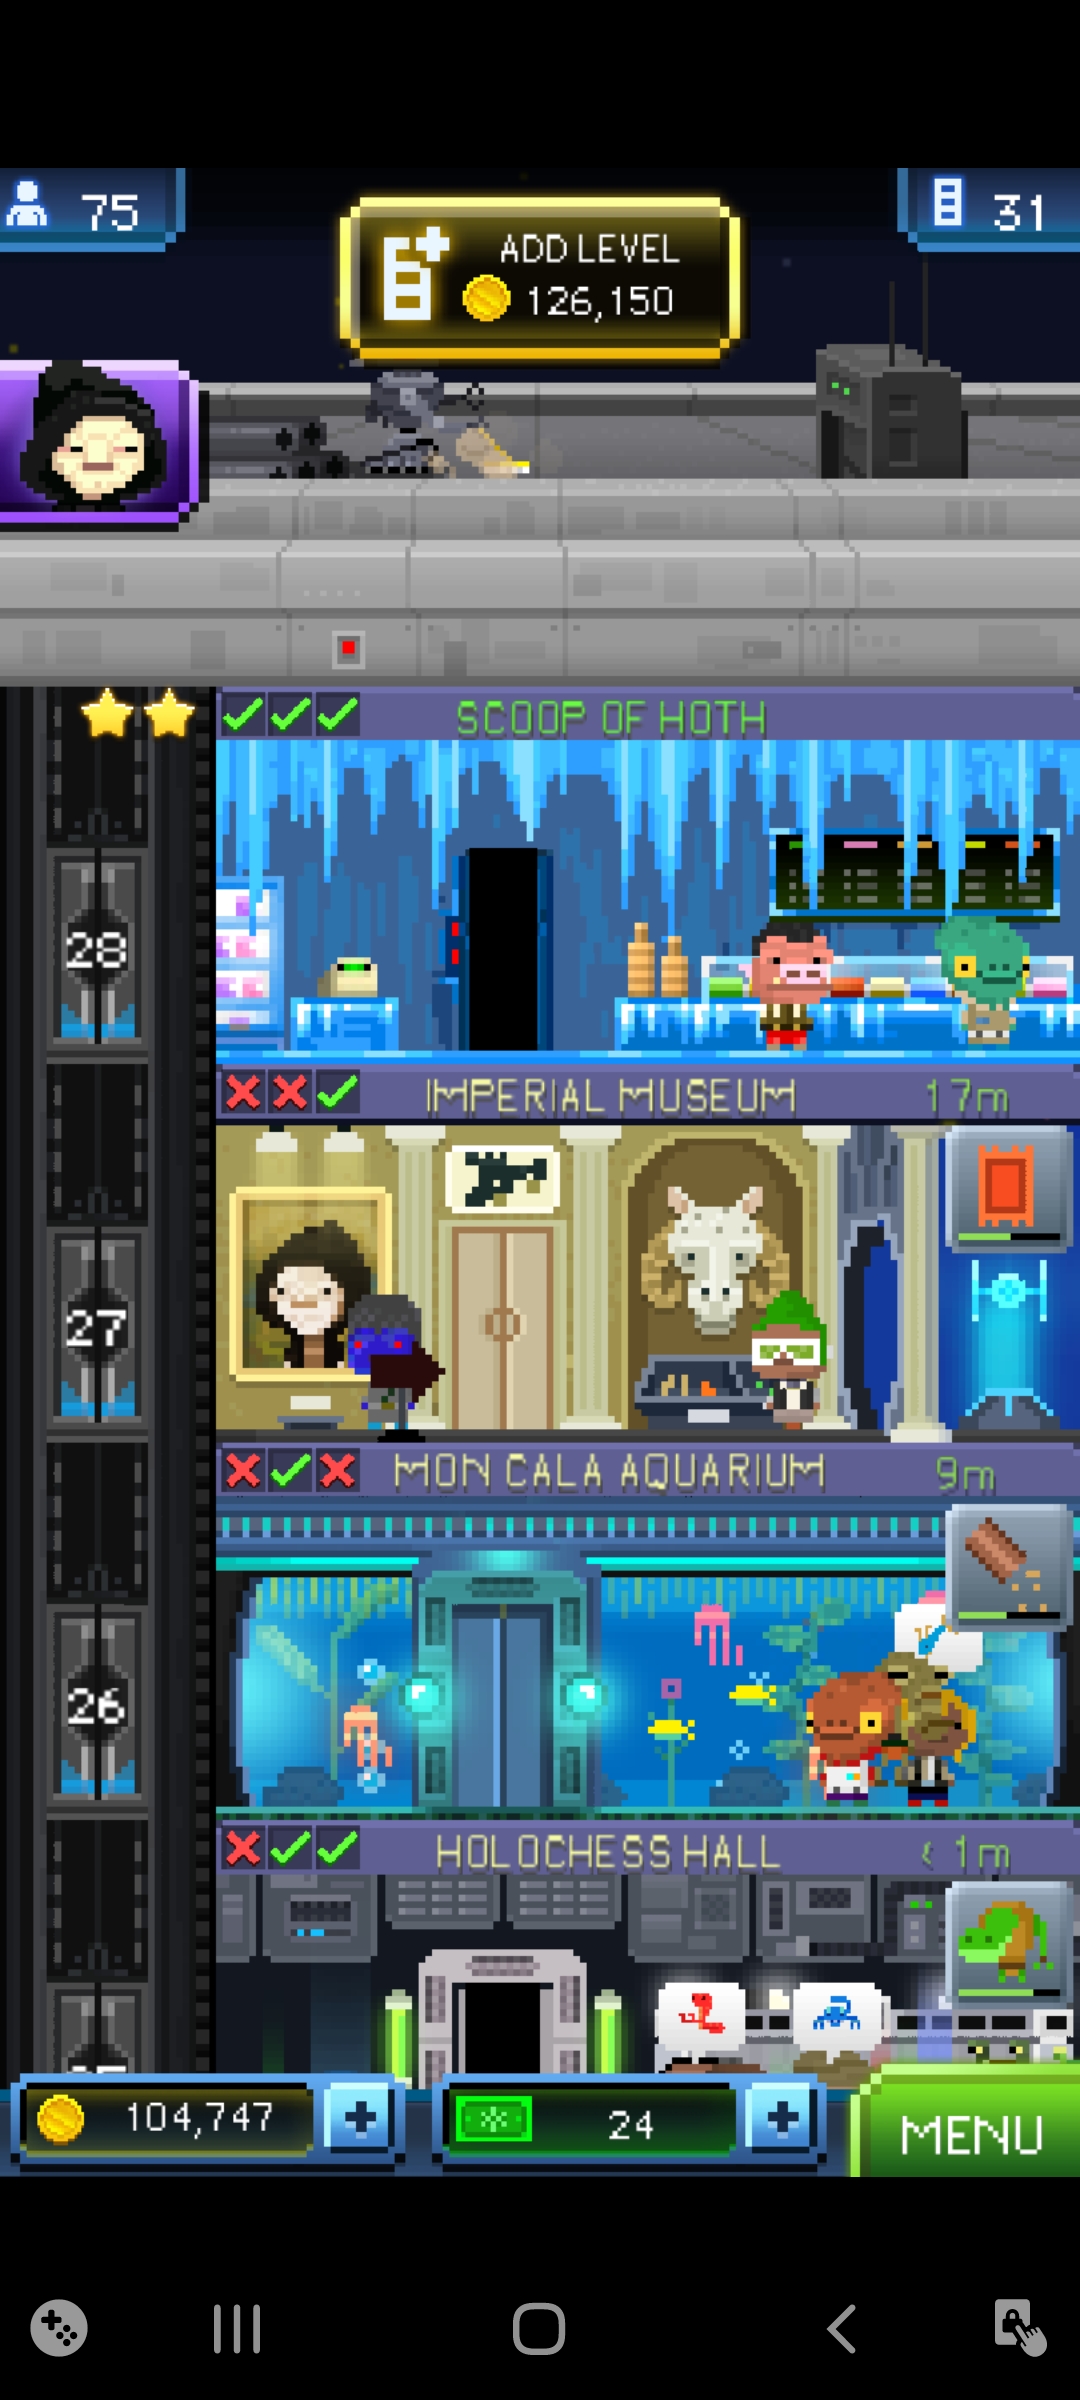 75
ADD LEVEL
126,150
31
SCOOP OF HOTH
28
IMPERIAL MUSEUM 17m
27
MON CALA AQUARIUM 9m
26
HOLOCHESS HALL < 1m
104,747
24
MENU